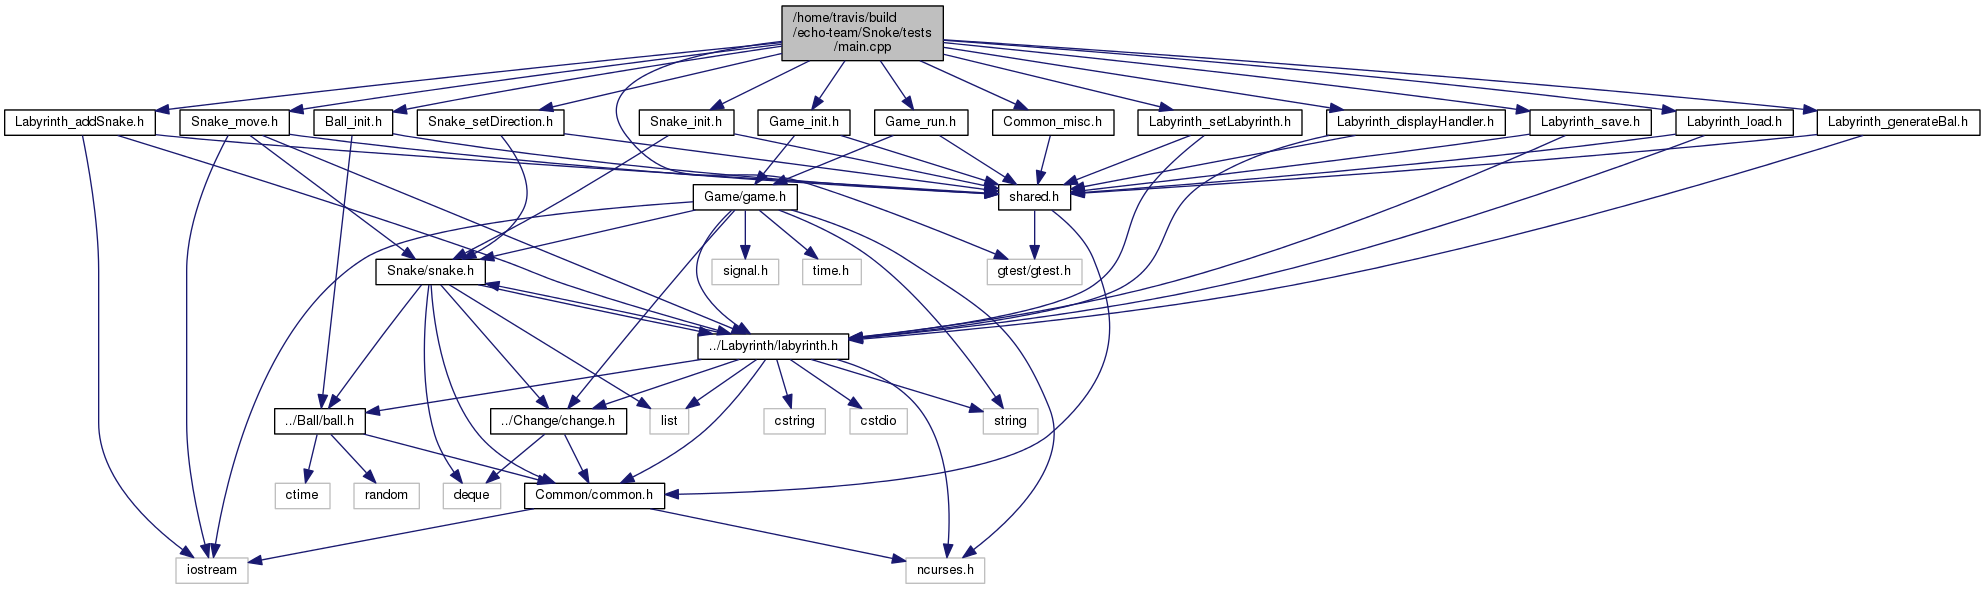 /home/travis/build
/echo-team/Snoke/tests
/main.cpp
Labyrinth_addSnake.h
Snake_move.h
Ball_init.h
Snake_setDirection.h
Snake_init.h
Game_init.h
Game_run.h
Common_misc.h
Labyrinth_setLabyrinth.h
Labyrinth_displayHandler.h
Labyrinth_save.h
Labyrinth_load.h
Labyrinth_generateBal.h
Game/game.h
shared.h
Snake/snake.h
signal.h
time.h
gtest/gtest.h
../Labyrinth/labyrinth.h
../Ball/ball.h
../Change/change.h
list
cstring
cstdio
string
ctime
random
deque
Common/common.h
iostream
ncurses.h